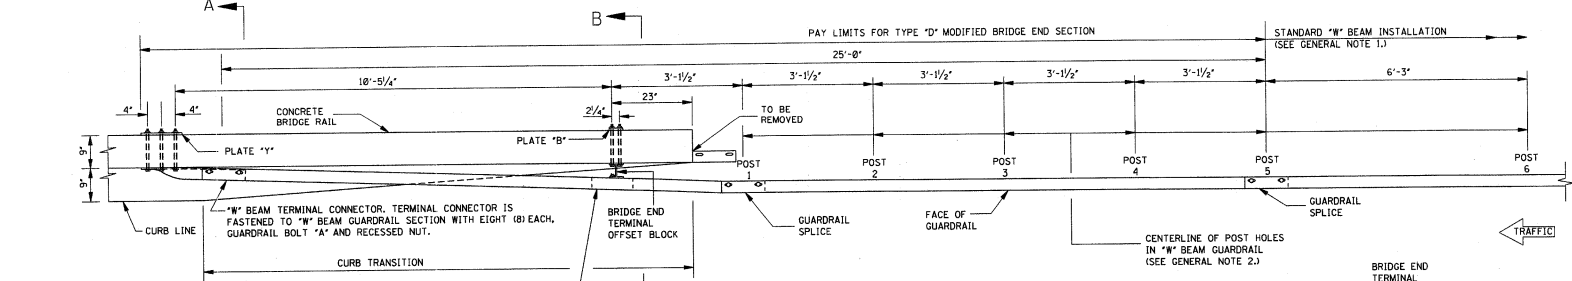 A
B
PAY LIMITS FOR TYPE "D" MODIFIED BRIDGE END SECTION
STANDARD "W" BEAM INSTALLATION
(SEE GENERAL NOTE 1.)
25'-0"
10'-5¼"
3'-1½"
3'-1½"
3'-1½"
3'-1½"
3'-1½"
6'-3"
4"
4"
CONCRETE
BRIDGE RAIL
23"
2¼"
TO BE
REMOVED
PLATE "Y"
PLATE "B"
9"
9"
POST
1
POST
2
POST
3
POST
4
POST
5
POST
6
"W" BEAM TERMINAL CONNECTOR. TERMINAL CONNECTOR IS
FASTENED TO "W" BEAM GUARDRAIL SECTION WITH EIGHT (8) EACH,
GUARDRAIL BOLT "A" AND RECESSED NUT.
CURB LINE
BRIDGE END
TERMINAL
OFFSET BLOCK
GUARDRAIL
SPLICE
FACE OF
GUARDRAIL
GUARDRAIL
SPLICE
CENTERLINE OF POST HOLES
IN "W" BEAM GUARDRAIL
(SEE GENERAL NOTE 2.)
TRAFFIC
CURB TRANSITION
BRIDGE END
TERMINAL